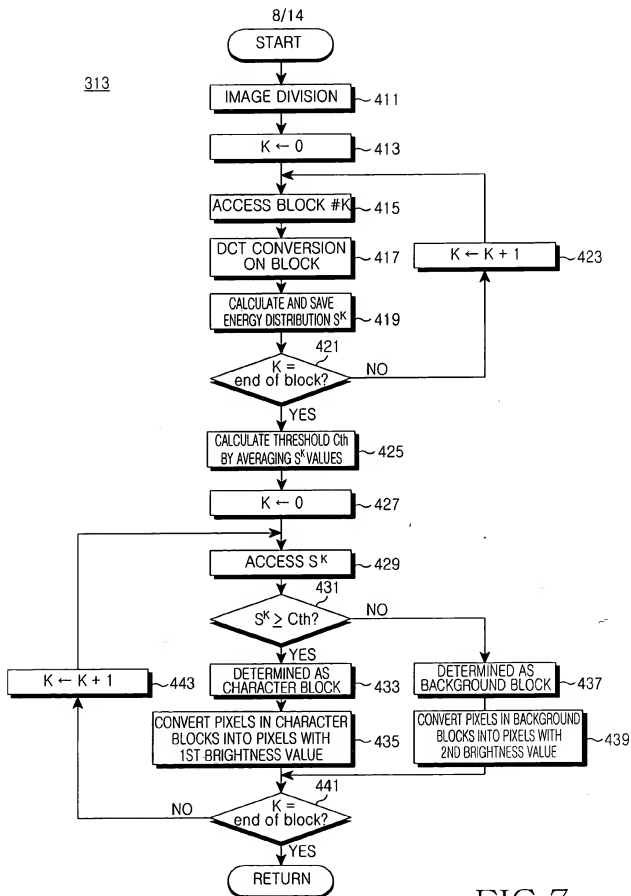 8/14
START
313
IMAGE DIVISION
411
K ← 0
413
ACCESS BLOCK #K
415
DCT CONVERSION
ON BLOCK
417
K ← K + 1
423
CALCULATE AND SAVE
ENERGY DISTRIBUTION S^K
419
421
K =
end of block?
NO
YES
CALCULATE THRESHOLD Cth
BY AVERAGING S^K VALUES
425
K ← 0
427
ACCESS S^K
429
431
S^K ≥ Cth?
NO
YES
K ← K + 1
443
DETERMINED AS
CHARACTER BLOCK
433
DETERMINED AS
BACKGROUND BLOCK
437
CONVERT PIXELS IN CHARACTER
BLOCKS INTO PIXELS WITH
1ST BRIGHTNESS VALUE
435
CONVERT PIXELS IN BACKGROUND
BLOCKS INTO PIXELS WITH
2ND BRIGHTNESS VALUE
439
441
K =
end of block?
NO
YES
RETURN
FIG.7